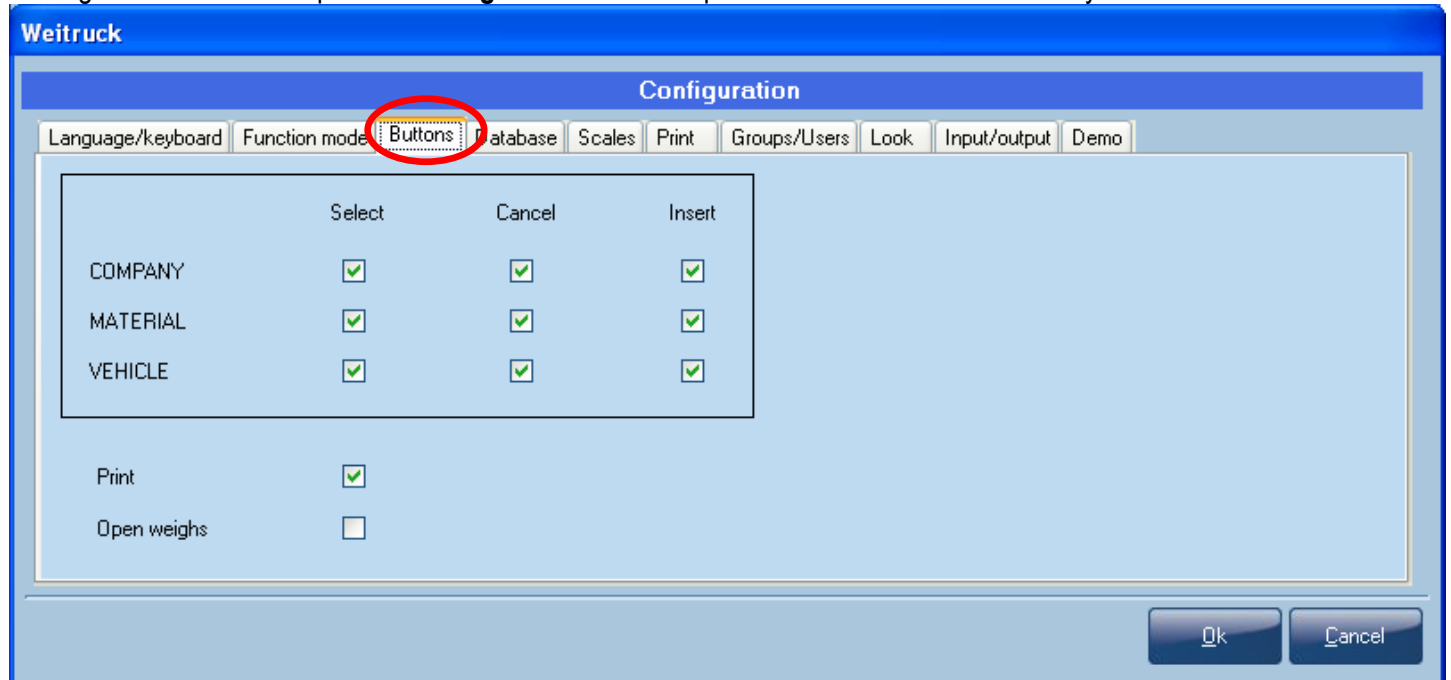 Weitruck
Configuration
Language/keyboard Function mode Buttons Database Scales Print Groups/Users Look Input/output Demo
Select Cancel Insert
COMPANY
MATERIAL
VEHICLE
Print
Open weighs
Ok Cancel